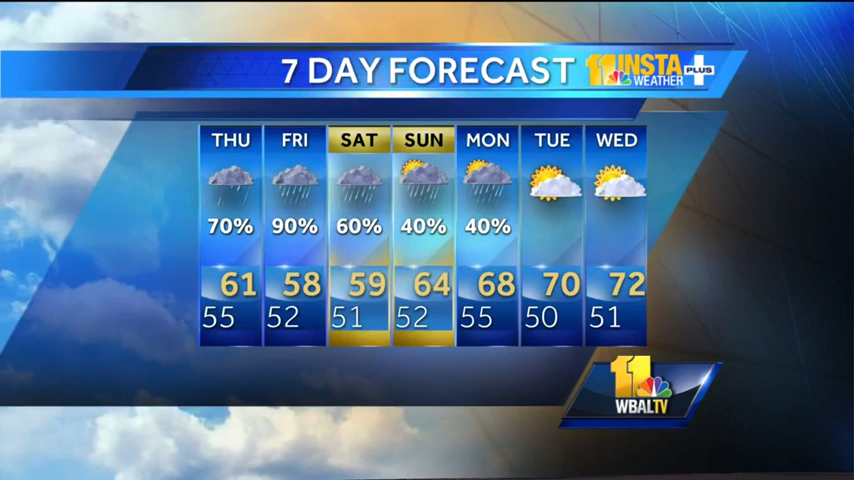 7 DAY FORECAST 11 INSTA WEATHER PLUS
THU FRI SAT SUN MON TUE WED
70% 90% 60% 40% 40%
61 58 59 64 68 70 72
55 52 51 52 55 50 51
11
WBALTV